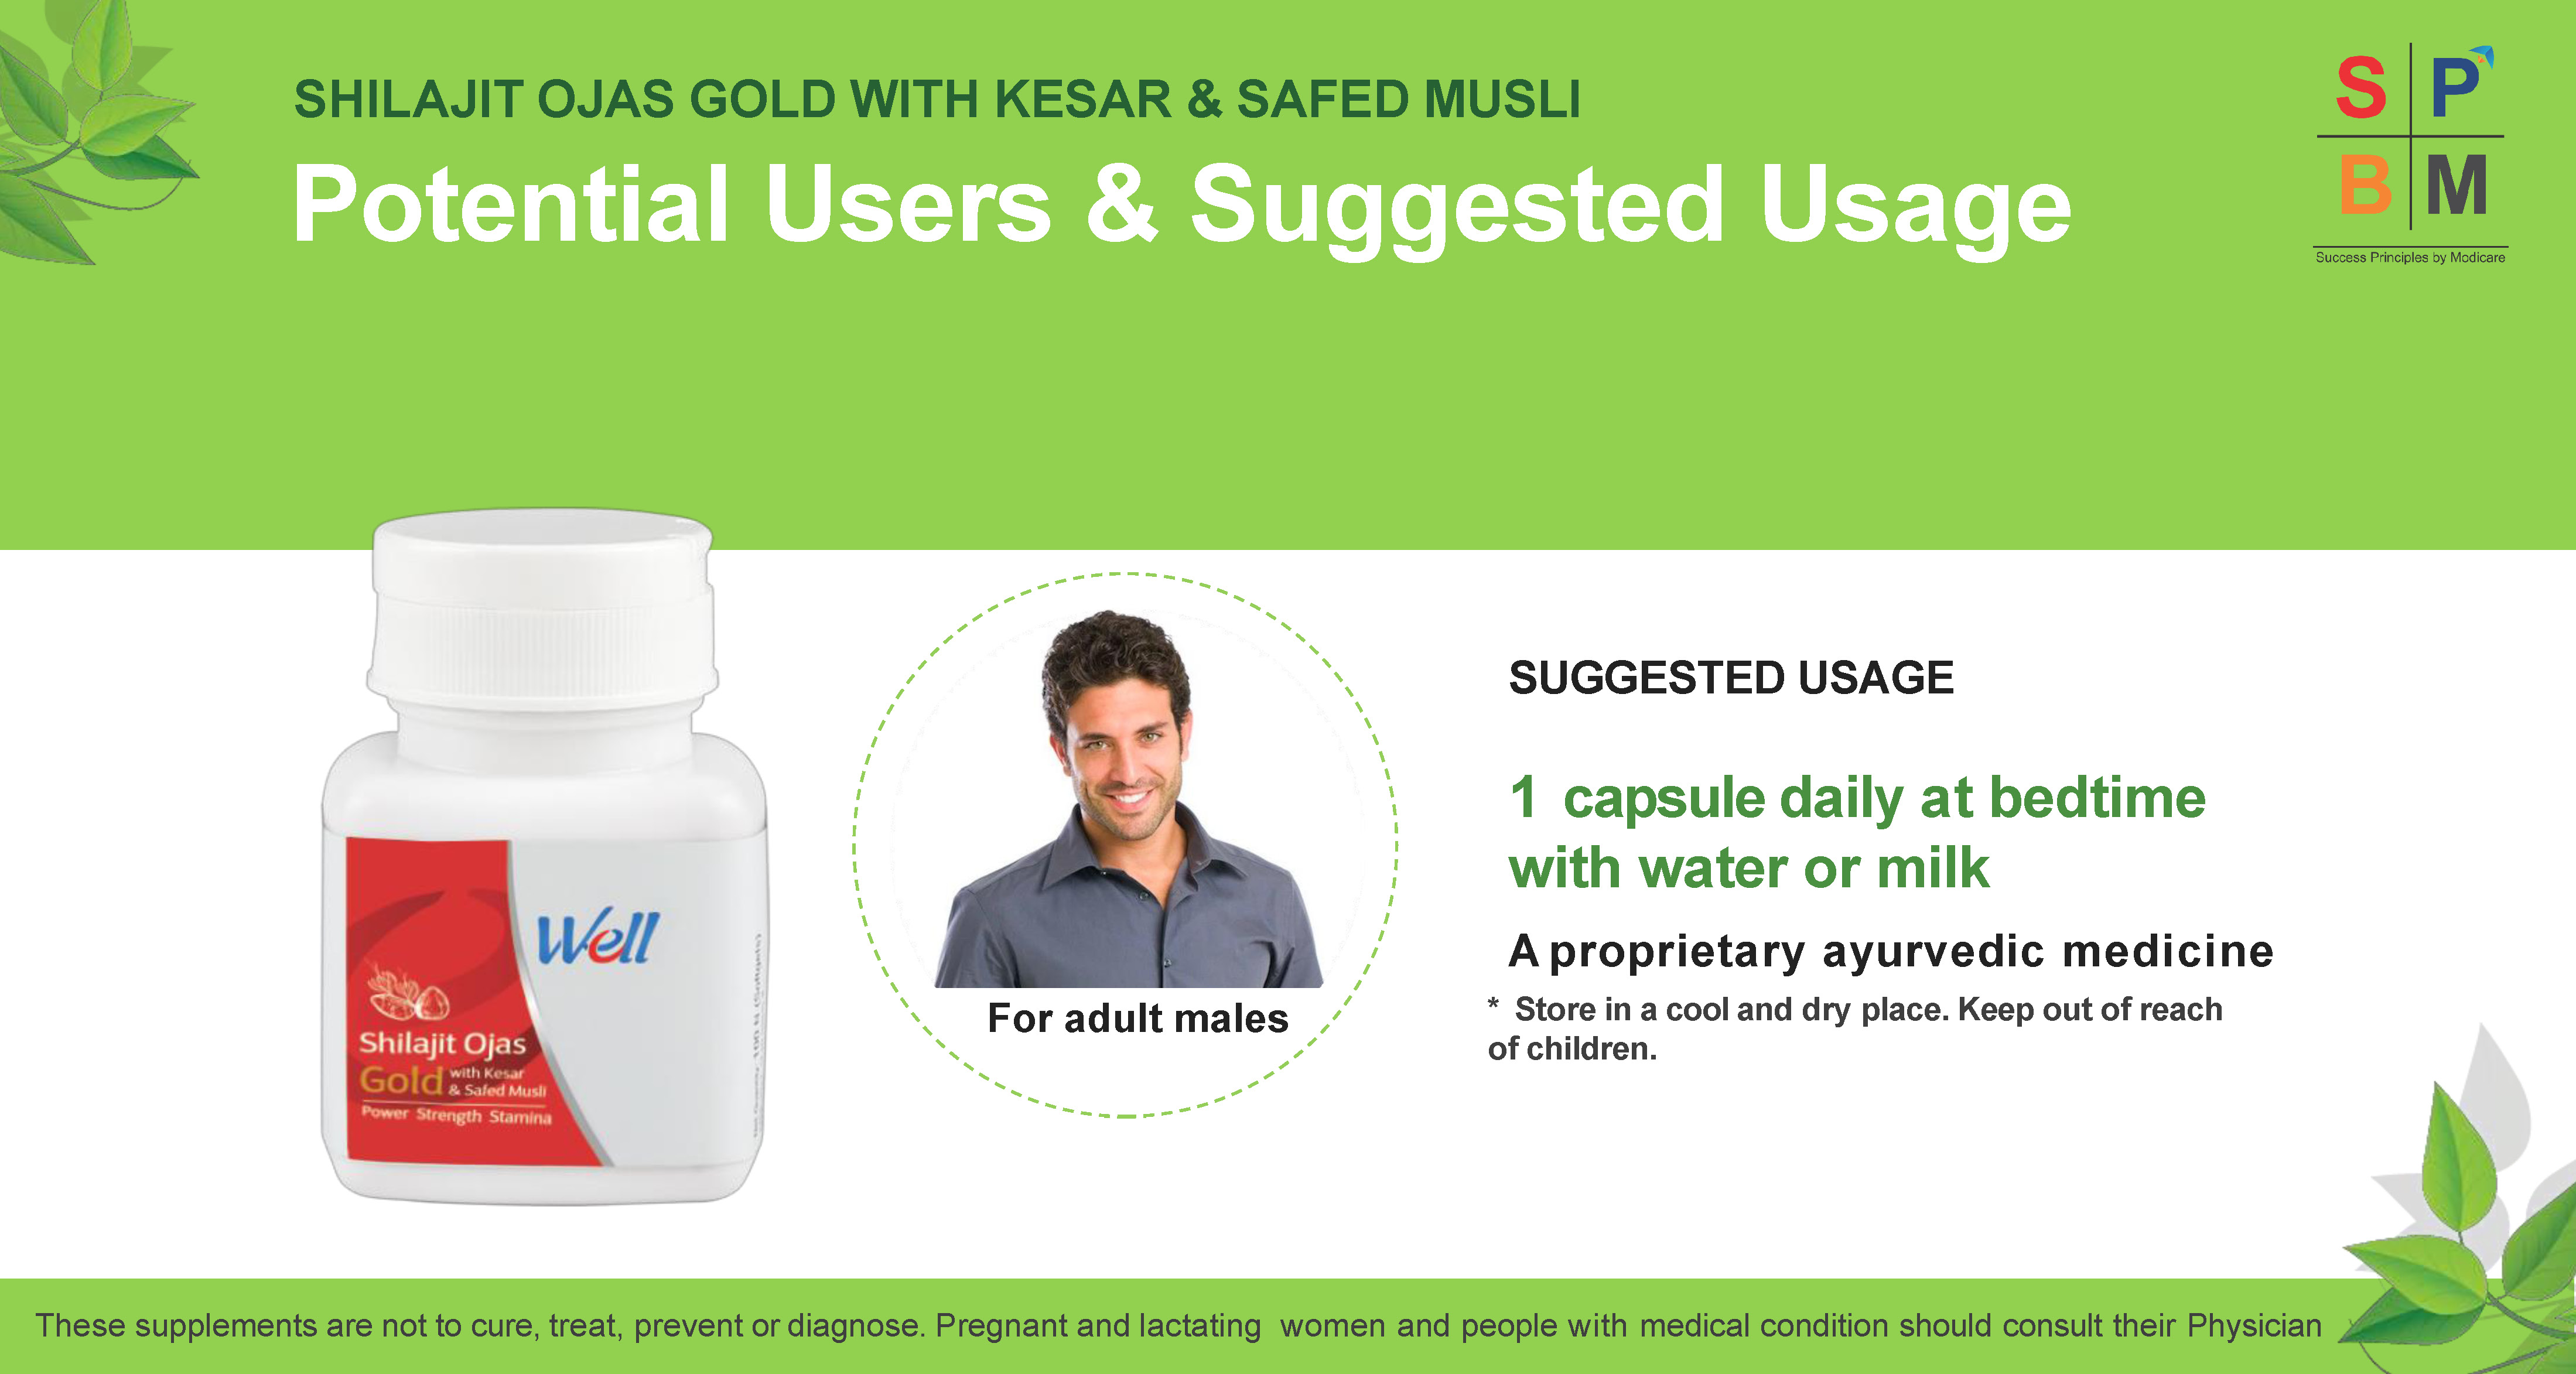 SHILAJIT OJAS GOLD WITH KESAR & SAFED MUSLI
Potential Users & Suggested Usage
S P
B M
Success Principles by Modicare
SUGGESTED USAGE
1 capsule daily at bedtime
with water or milk
A proprietary ayurvedic medicine
* Store in a cool and dry place. Keep out of reach
of children.
For adult males
Well
Shilajit Ojas
Gold with Kesar
& Safed Musli
Power Strength Stamina
These supplements are not to cure, treat, prevent or diagnose. Pregnant and lactating women and people with medical condition should consult their Physician